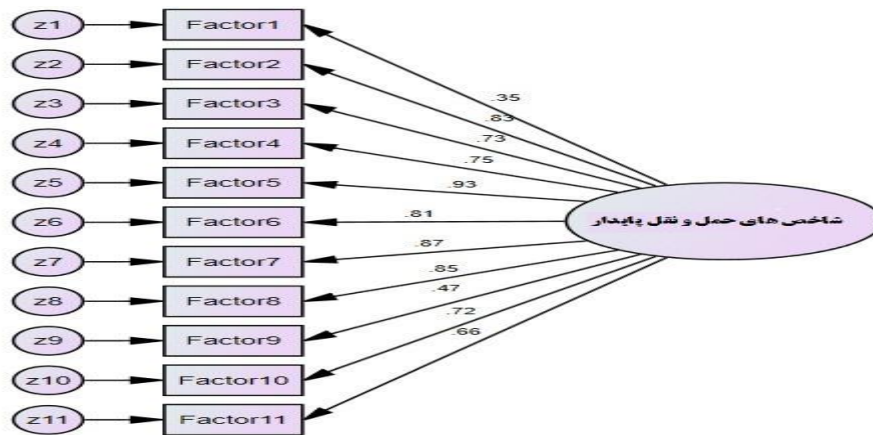 z1 Factor1
z2 Factor2
.35
z3 Factor3
.83
z4 Factor4
.73
.75
z5 Factor5
.93
z6 Factor6
.81
شاخص های حمل و نقل پایدار
z7 Factor7
.87
z8 Factor8
.85
z9 Factor9
.47
.72
z10 Factor10
.66
z11 Factor11